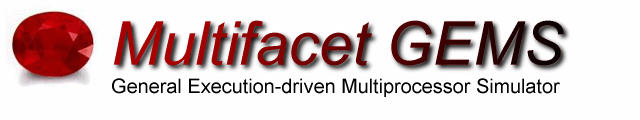 Multifacet GEMS
General Execution-driven Multiprocessor Simulator